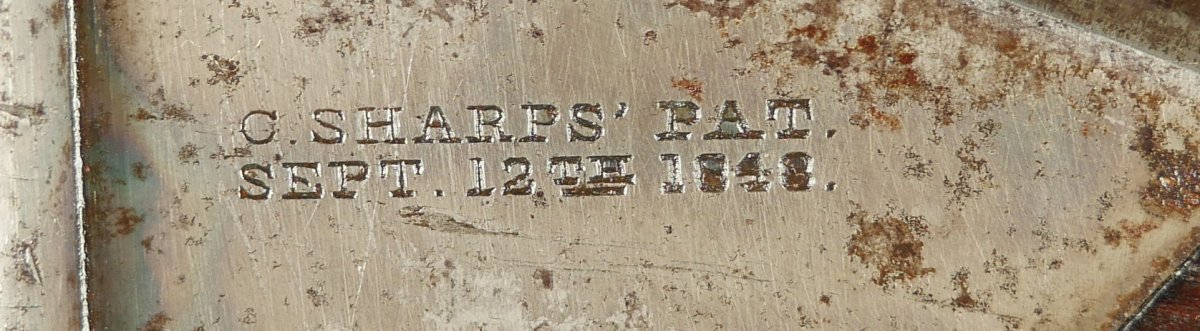 C. SHARPS' PAT.
SEPT. 12TH 1848.